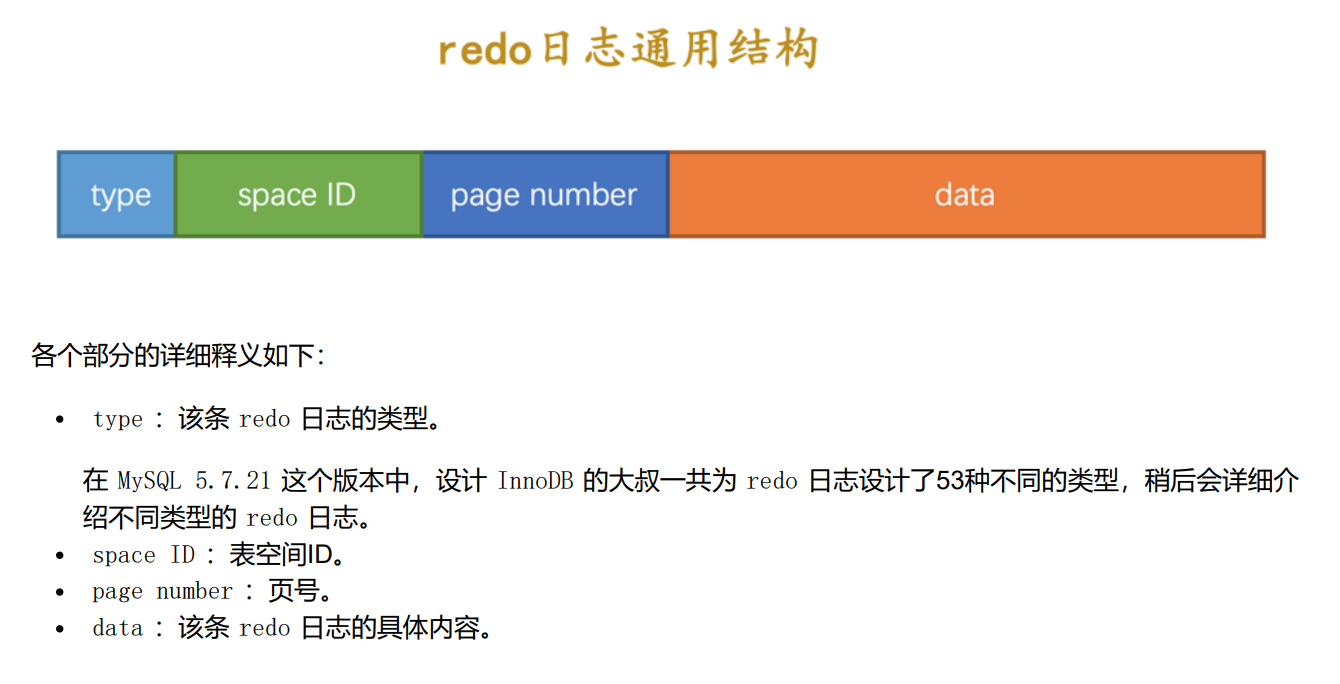 redo日志通用结构
type space ID page number data
各个部分的详细释义如下：
• type ：该条 redo 日志的类型。
在 MySQL 5.7.21 这个版本中，设计 InnoDB 的大叔一共为 redo 日志设计了53种不同的类型，稍后会详细介
绍不同类型的 redo 日志。
• space ID ：表空间ID。
• page number ：页号。
• data ：该条 redo 日志的具体内容。